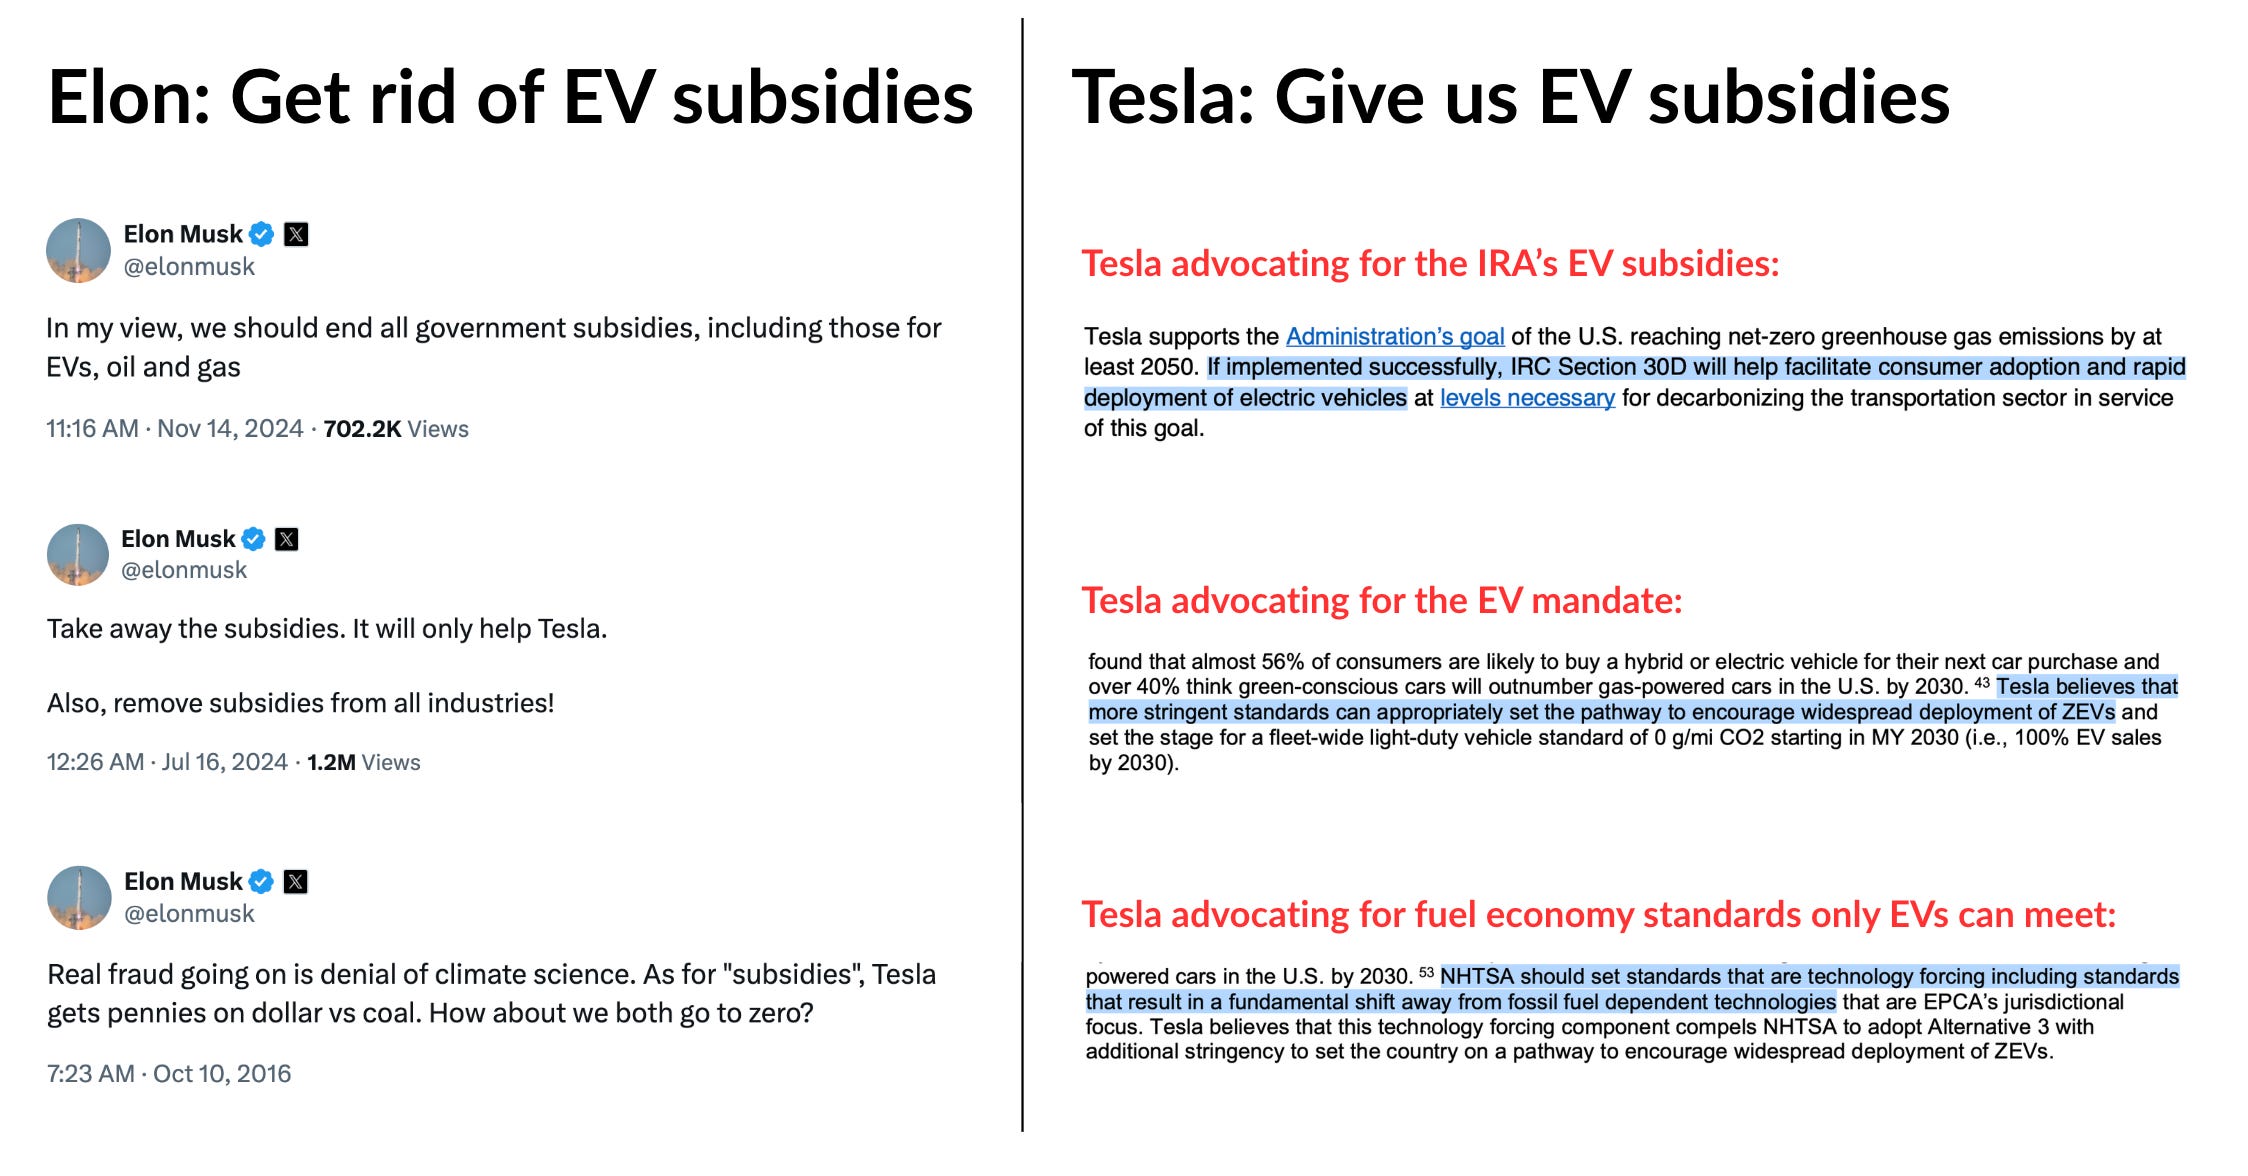 Elon: Get rid of EV subsidies
Elon Musk
@elonmusk
In my view, we should end all government subsidies, including those for
EVs, oil and gas
11:16 AM · Nov 14, 2024 · 702.2K Views
Elon Musk
@elonmusk
Take away the subsidies. It will only help Tesla.
Also, remove subsidies from all industries!
12:26 AM · Jul 16, 2024 · 1.2M Views
Elon Musk
@elonmusk
Real fraud going on is denial of climate science. As for "subsidies", Tesla
gets pennies on dollar vs coal. How about we both go to zero?
7:23 AM · Oct 10, 2016
Tesla: Give us EV subsidies
Tesla advocating for the IRA’s EV subsidies:
Tesla supports the Administration’s goal of the U.S. reaching net-zero greenhouse gas emissions by at
least 2050. If implemented successfully, IRC Section 30D will help facilitate consumer adoption and rapid
deployment of electric vehicles at levels necessary for decarbonizing the transportation sector in service
of this goal.
Tesla advocating for the EV mandate:
found that almost 56% of consumers are likely to buy a hybrid or electric vehicle for their next car purchase and
over 40% think green-conscious cars will outnumber gas-powered cars in the U.S. by 2030. 43 Tesla believes that
more stringent standards can appropriately set the pathway to encourage widespread deployment of ZEVs and
set the stage for a fleet-wide light-duty vehicle standard of 0 g/mi CO2 starting in MY 2030 (i.e., 100% EV sales
by 2030).
Tesla advocating for fuel economy standards only EVs can meet:
powered cars in the U.S. by 2030. 53 NHTSA should set standards that are technology forcing including standards
that result in a fundamental shift away from fossil fuel dependent technologies that are EPCA’s jurisdictional
focus. Tesla believes that this technology forcing component compels NHTSA to adopt Alternative 3 with
additional stringency to set the country on a pathway to encourage widespread deployment of ZEVs.